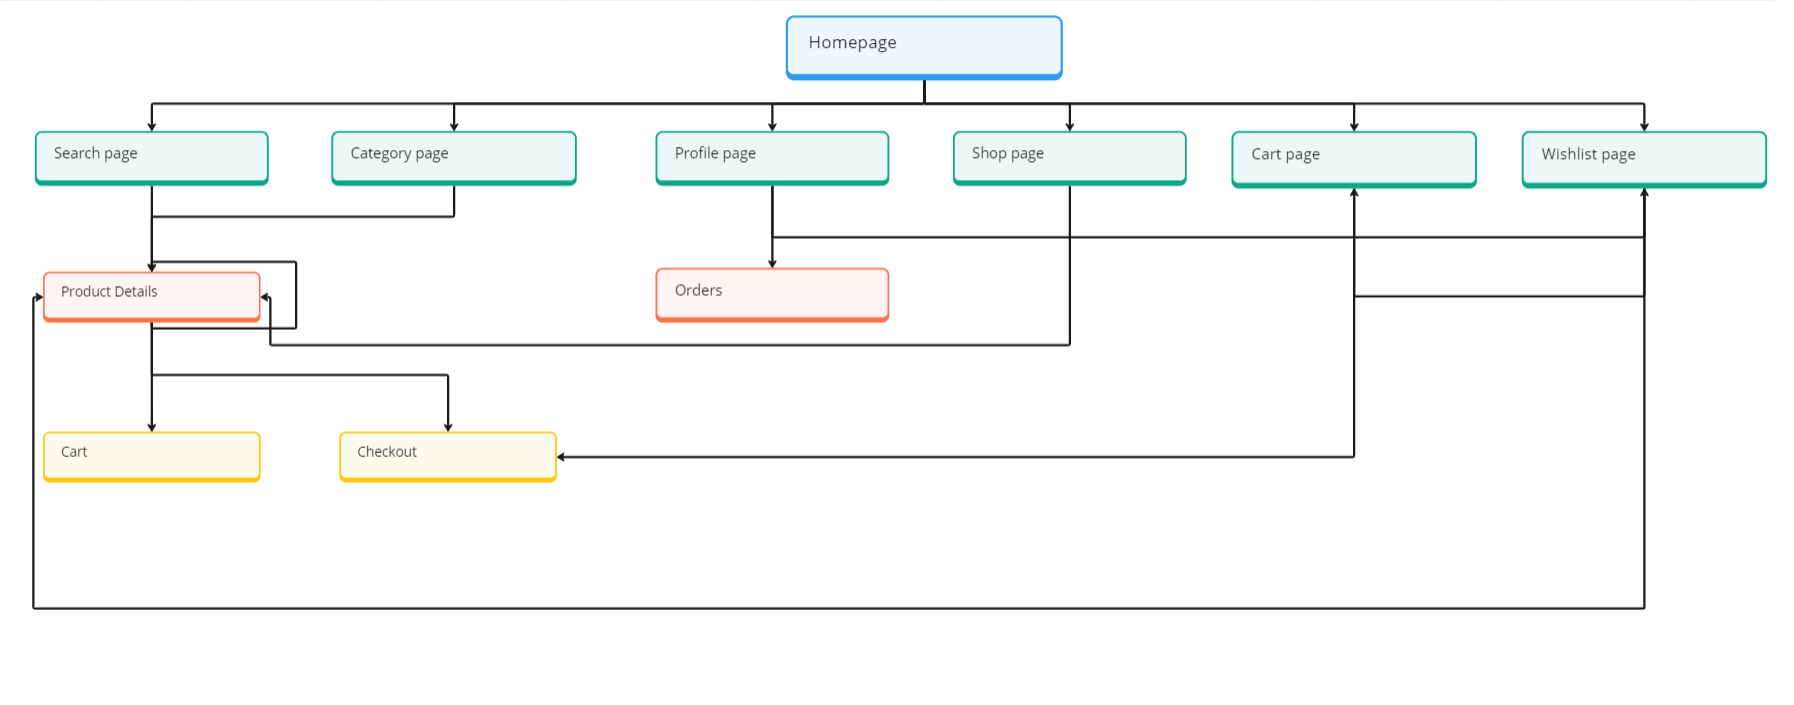 Homepage
Search page
Category page
Profile page
Shop page
Cart page
Wishlist page
Product Details
Orders
Cart
Checkout